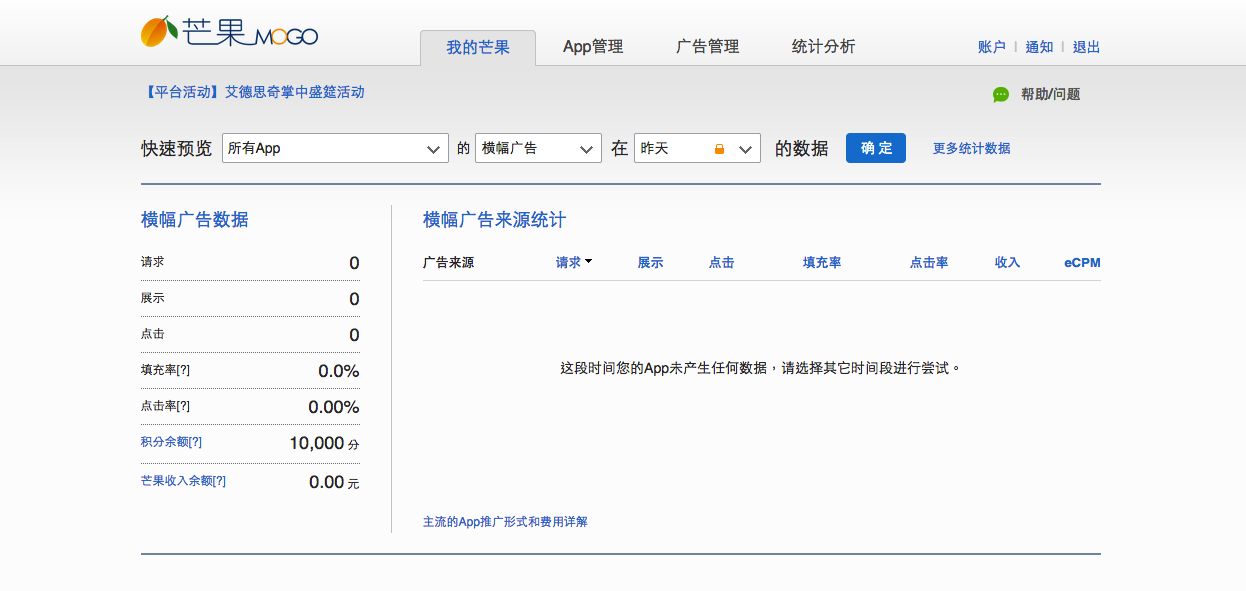 芒果MOGO
我的芒果 App管理 广告管理 统计分析 账户 | 通知 | 退出
【平台活动】艾德思奇掌中盛筵活动 帮助/问题
快速预览 所有App 的 横幅广告 在 昨天 的数据 确 定 更多统计数据
横幅广告数据
请求 0
展示 0
点击 0
填充率[?] 0.0%
点击率[?] 0.00%
积分余额[?] 10,000 分
芒果收入余额[?] 0.00 元
横幅广告来源统计
广告来源 请求 展示 点击 填充率 点击率 收入 eCPM
这段时间您的App未产生任何数据，请选择其它时间段进行尝试。
主流的App推广形式和费用详解